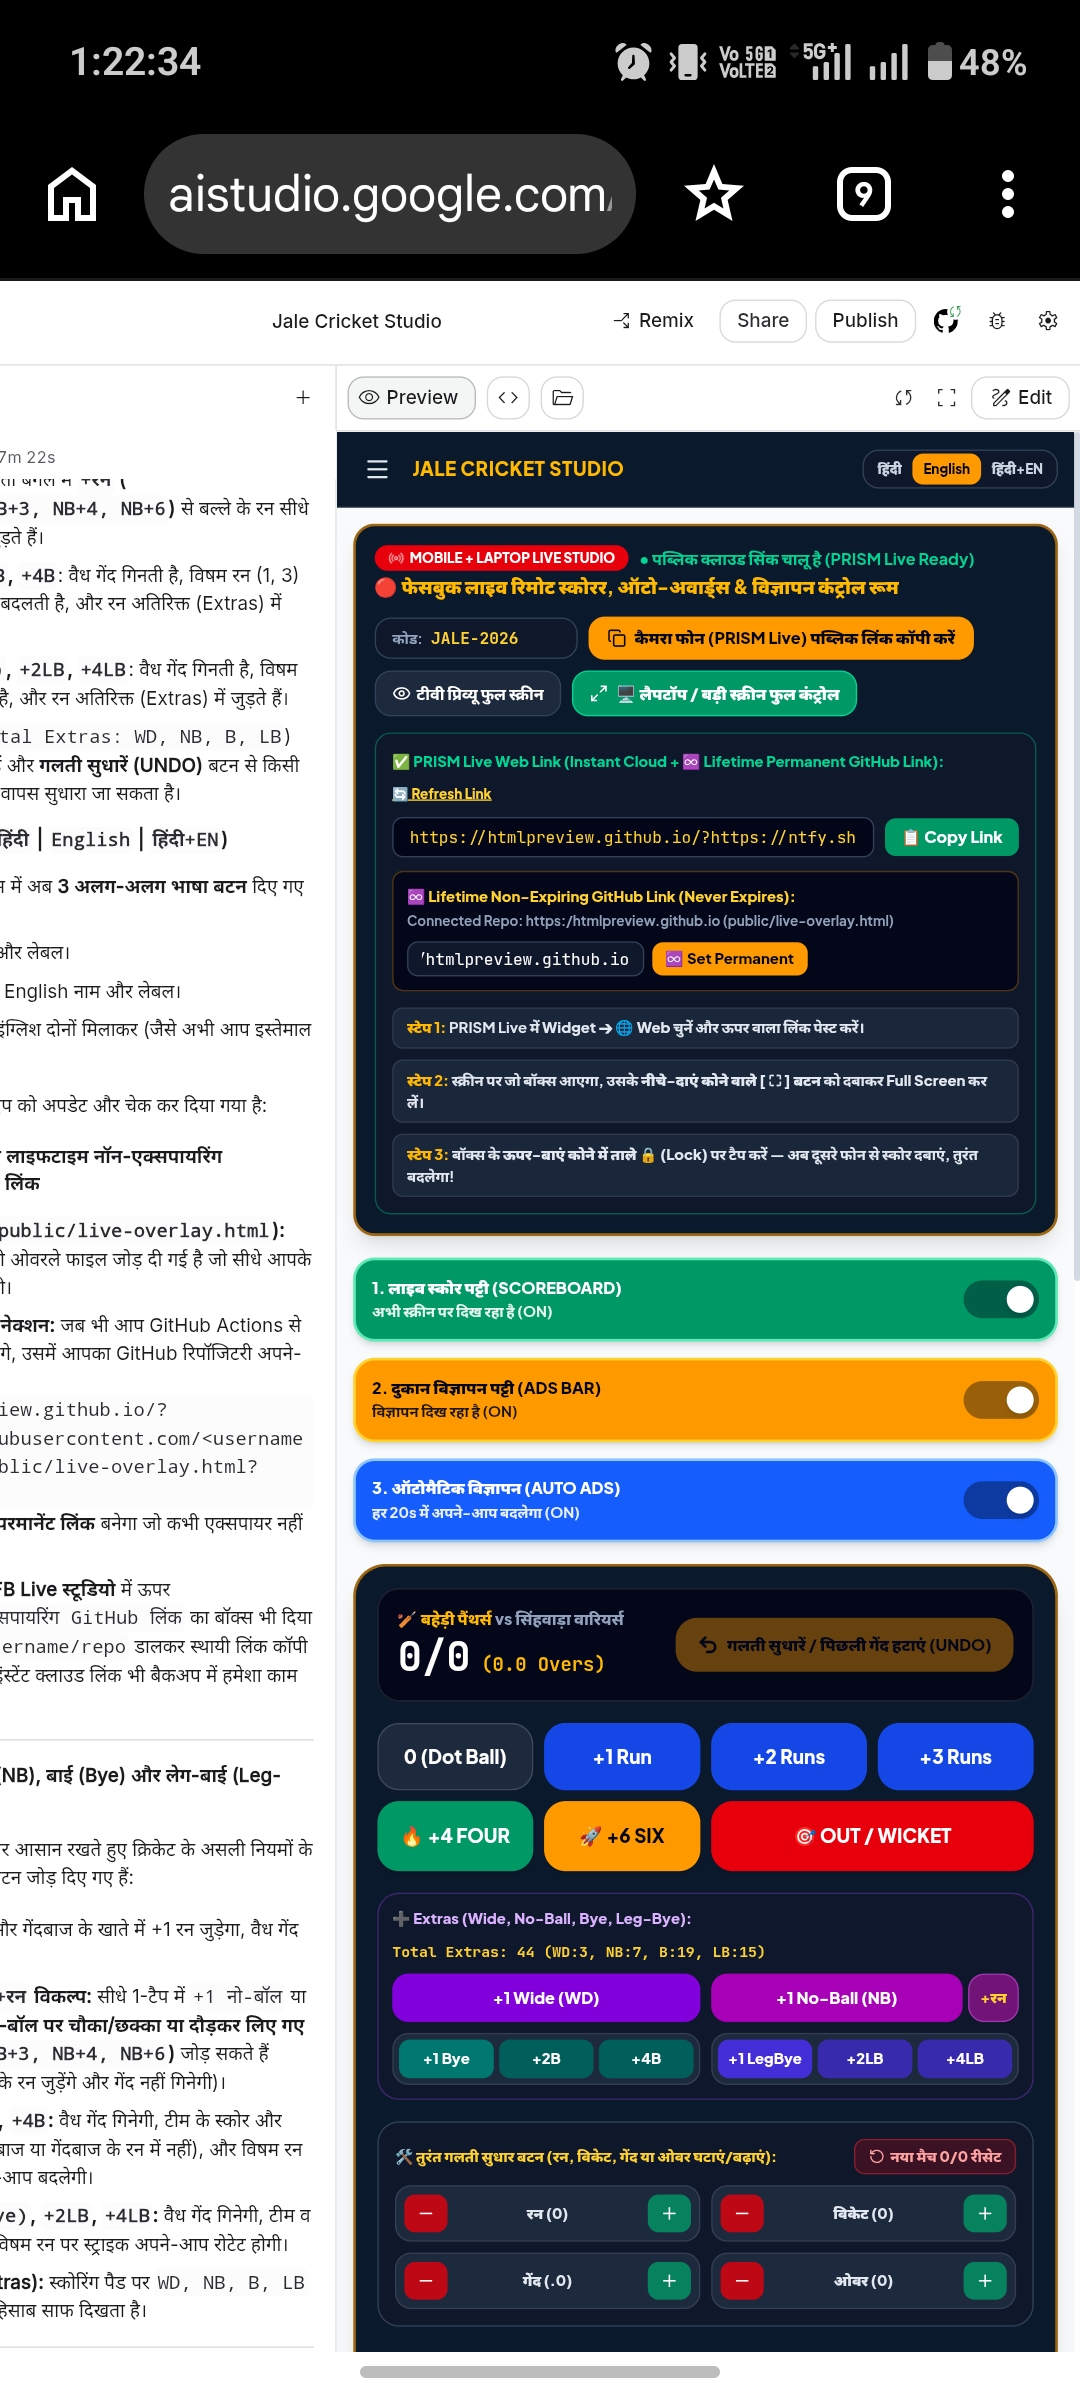 1:22:34
Vo 5G 1
VoLTE 2
5G+
48%
aistudio.google.com/
9
Jale Cricket Studio
Remix
Share
Publish
Preview
Edit
7m 22s
B+3, NB+4, NB+6) से बल्ले के रन सीधे
ड़ते हैं।
, +4B: वैध गेंद गिनती है, विषम रन (1, 3)
बदलती है, और रन अतिरिक्त (Extras) में
, +2LB, +4LB: वैध गेंद गिनती है, विषम
है, और रन अतिरिक्त (Extras) में जुड़ते हैं।
tal Extras: WD, NB, B, LB)
और गलती सुधारें (UNDO) बटन से किसी
वापस सुधारा जा सकता है।
हिंदी | English | हिंदी+EN)
में अब 3 अलग-अलग भाषा बटन दिए गए
और लेबल।
English नाम और लेबल।
इंग्लिश दोनों मिलाकर (जैसे अभी आप इस्तेमाल
प को अपडेट और चेक कर दिया गया है:
लाइफटाइम नॉन-एक्सपायरिंग
लिंक
public/live-overlay.html):
ओवरले फाइल जोड़ दी गई है जो सीधे आपके
नेक्शन: जब भी आप GitHub Actions से
गे, उसमें आपका GitHub रिपॉजिटरी अपने-
iew.github.io/?
ubusercontent.com/<username
blic/live-overlay.html?
परमानेंट लिंक बनेगा जो कभी एक्सपायर नहीं
FB Live स्टूडियो में ऊपर
सपायरिंग GitHub लिंक का बॉक्स भी दिया
ername/repo डालकर स्थायी लिंक कॉपी
इंस्टेंट क्लाउड लिंक भी बैकअप में हमेशा काम
(NB), बाई (Bye) और लेग-बाई (Leg-
र आसान रखते हुए क्रिकेट के असली नियमों के
टन जोड़ दिए गए हैं:
और गेंदबाज के खाते में +1 रन जुड़ेगा, वैध गेंद
+रन विकल्प: सीधे 1-टैप में +1 नो-बॉल या
-बॉल पर चौका/छक्का या दौड़कर लिए गए
B+3, NB+4, NB+6) जोड़ सकते हैं
के रन जुड़ेंगे और गेंद नहीं गिनेगी)।
, +4B: वैध गेंद गिनेगी, टीम के स्कोर और
बाज या गेंदबाज के रन में नहीं), और विषम रन
-आप बदलेगी।
ye), +2LB, +4LB: वैध गेंद गिनेगी, टीम व
विषम रन पर स्ट्राइक अपने-आप रोटेट होगी।
tras): स्कोरिंग पैड पर WD, NB, B, LB
हिसाब साफ दिखता है।
JALE CRICKET STUDIO
हिंदी English हिंदी+EN
MOBILE + LAPTOP LIVE STUDIO
● पब्लिक क्लाउड सिंक चालू है (PRISM Live Ready)
🔴 फेसबुक लाइव रिमोट स्कोरर, ऑटो-अवार्ड्स & विज्ञापन कंट्रोल रूम
कोड: JALE-2026
कैमरा फोन (PRISM Live) पब्लिक लिंक कॉपी करें
टीवी प्रिव्यू फुल स्क्रीन
🖥️ लैपटॉप / बड़ी स्क्रीन फुल कंट्रोल
✅ PRISM Live Web Link (Instant Cloud + ♾️ Lifetime Permanent GitHub Link):
🔄 Refresh Link
https://htmlpreview.github.io/?https://ntfy.sh
📋 Copy Link
♾️ Lifetime Non-Expiring GitHub Link (Never Expires):
Connected Repo: https:/htmlpreview.github.io (public/live-overlay.html)
/htmlpreview.github.io
♾️ Set Permanent
स्टेप 1: PRISM Live में Widget ➔ 🌐 Web चुनें और ऊपर वाला लिंक पेस्ट करें।
स्टेप 2: स्क्रीन पर जो बॉक्स आएगा, उसके नीचे-दाएं कोने वाले [ ⛶ ] बटन को दबाकर Full Screen कर
लें।
स्टेप 3: बॉक्स के ऊपर-बाएं कोने में ताले 🔒 (Lock) पर टैप करें — अब दूसरे फोन से स्कोर दबाएं, तुरंत
बदलेगा!
1. लाइव स्कोर पट्टी (SCOREBOARD)
अभी स्क्रीन पर दिख रहा है (ON)
2. दुकान विज्ञापन पट्टी (ADS BAR)
विज्ञापन दिख रहा है (ON)
3. ऑटोमैटिक विज्ञापन (AUTO ADS)
हर 20s में अपने-आप बदलेगा (ON)
🏏 बहेड़ी पैंथर्स vs सिंहवाड़ा वारियर्स
0/0 (0.0 Overs)
गलती सुधारें / पिछली गेंद हटाएं (UNDO)
0 (Dot Ball)
+1 Run
+2 Runs
+3 Runs
🔥 +4 FOUR
🚀 +6 SIX
🎯 OUT / WICKET
➕ Extras (Wide, No-Ball, Bye, Leg-Bye):
Total Extras: 44 (WD:3, NB:7, B:19, LB:15)
+1 Wide (WD)
+1 No-Ball (NB)
+रन
+1 Bye
+2B
+4B
+1 LegBye
+2LB
+4LB
🛠️ तुरंत गलती सुधार बटन (रन, विकेट, गेंद या ओवर घटाएं/बढ़ाएं):
नया मैच 0/0 रीसेट
− रन (0) +
− विकेट (0) +
− गेंद (.0) +
− ओवर (0) +